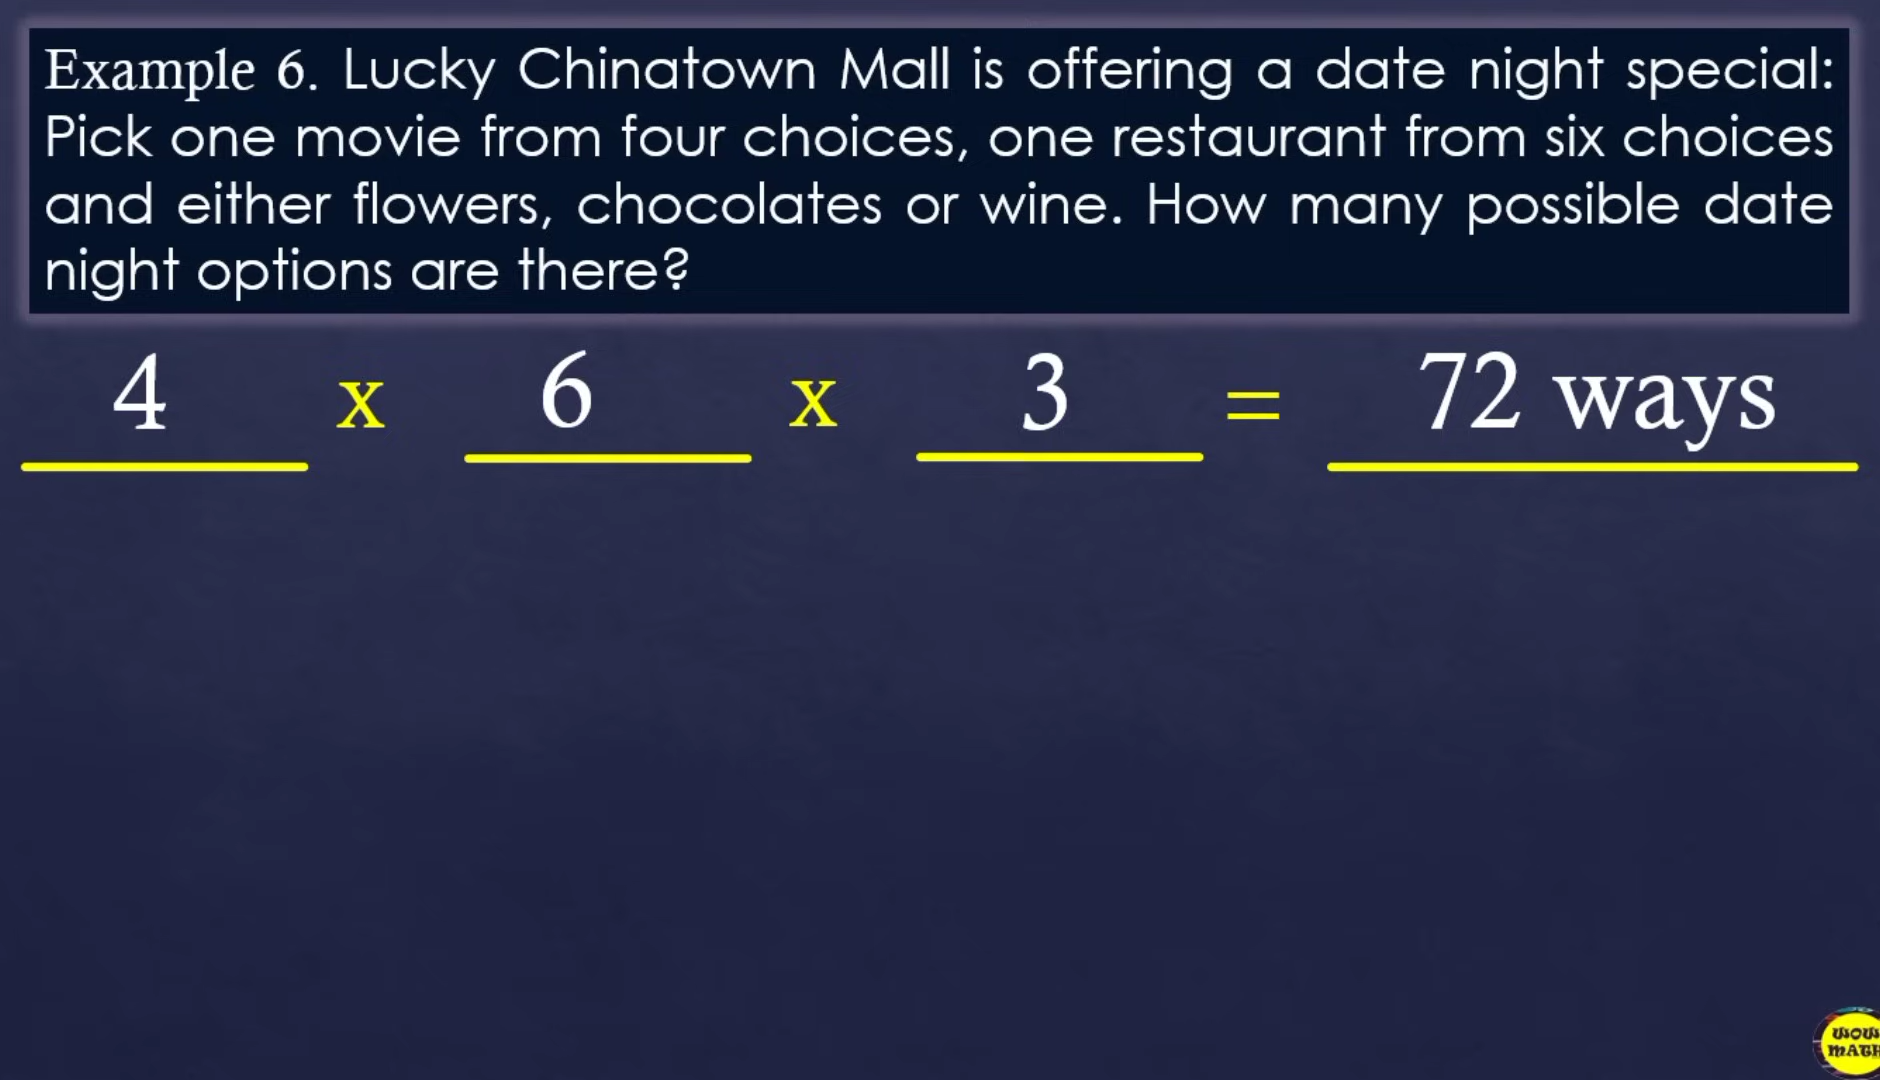 Example 6. Lucky Chinatown Mall is offering a date night special:
Pick one movie from four choices, one restaurant from six choices
and either flowers, chocolates or wine. How many possible date
night options are there?
4 x 6 x 3 = 72 ways
WOW
MATH